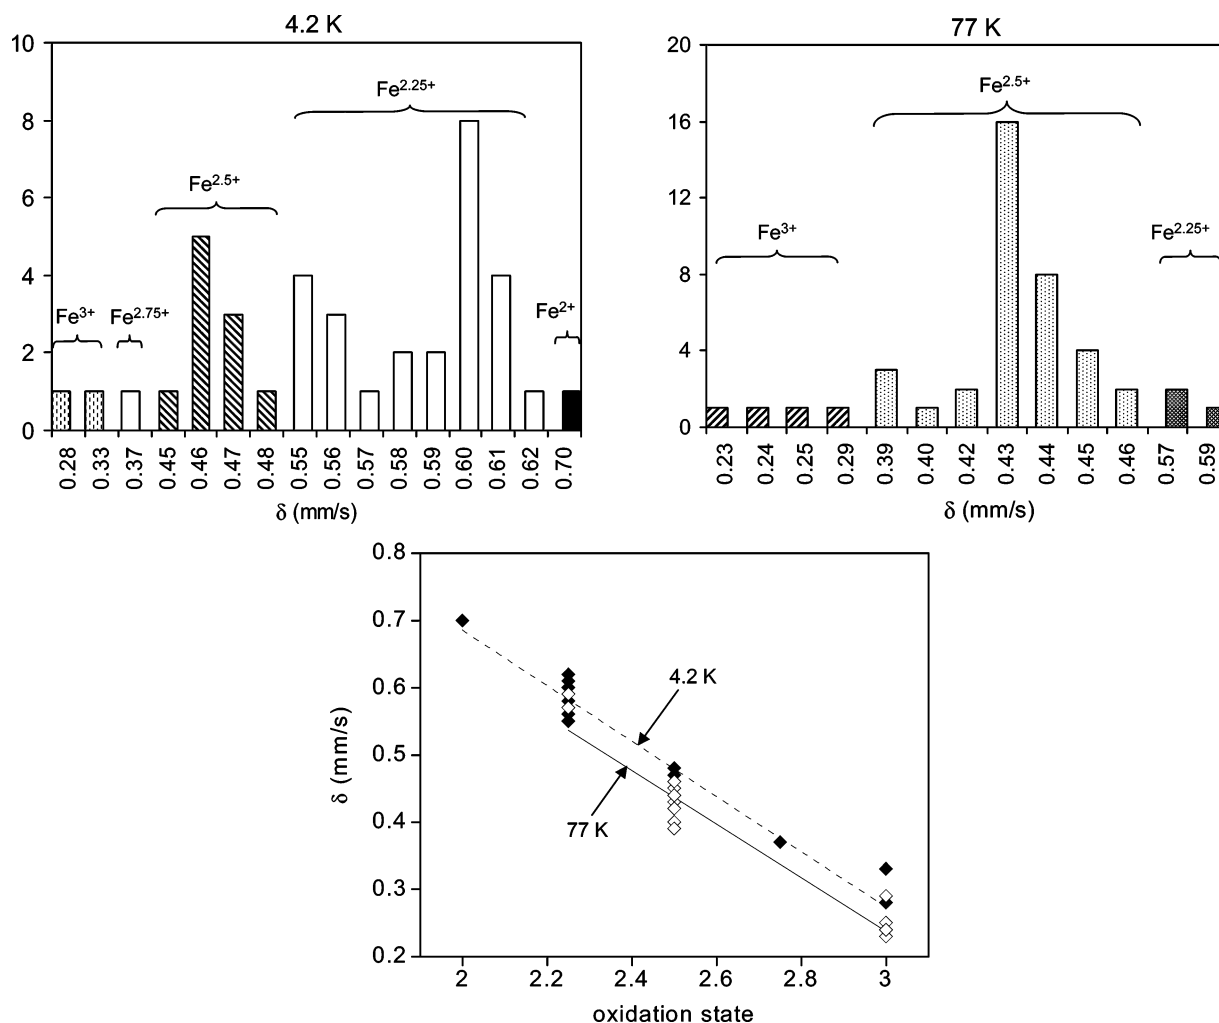 4.2 K
10
8
6
4
2
0
Fe2.25+
Fe2.5+
Fe3+
Fe2.75+
Fe2+
0.28 0.33 0.37 0.45 0.46 0.47 0.48 0.55 0.56 0.57 0.58 0.59 0.60 0.61 0.62 0.70
δ (mm/s)
77 K
20
16
12
8
4
0
Fe2.5+
Fe3+
Fe2.25+
0.23 0.24 0.25 0.29 0.39 0.40 0.42 0.43 0.44 0.45 0.46 0.57 0.59
δ (mm/s)
0.8
0.7
0.6
0.5
0.4
0.3
0.2
δ (mm/s)
4.2 K
77 K
2 2.2 2.4 2.6 2.8 3
oxidation state